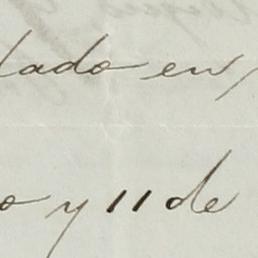 lado en
o y 11 de